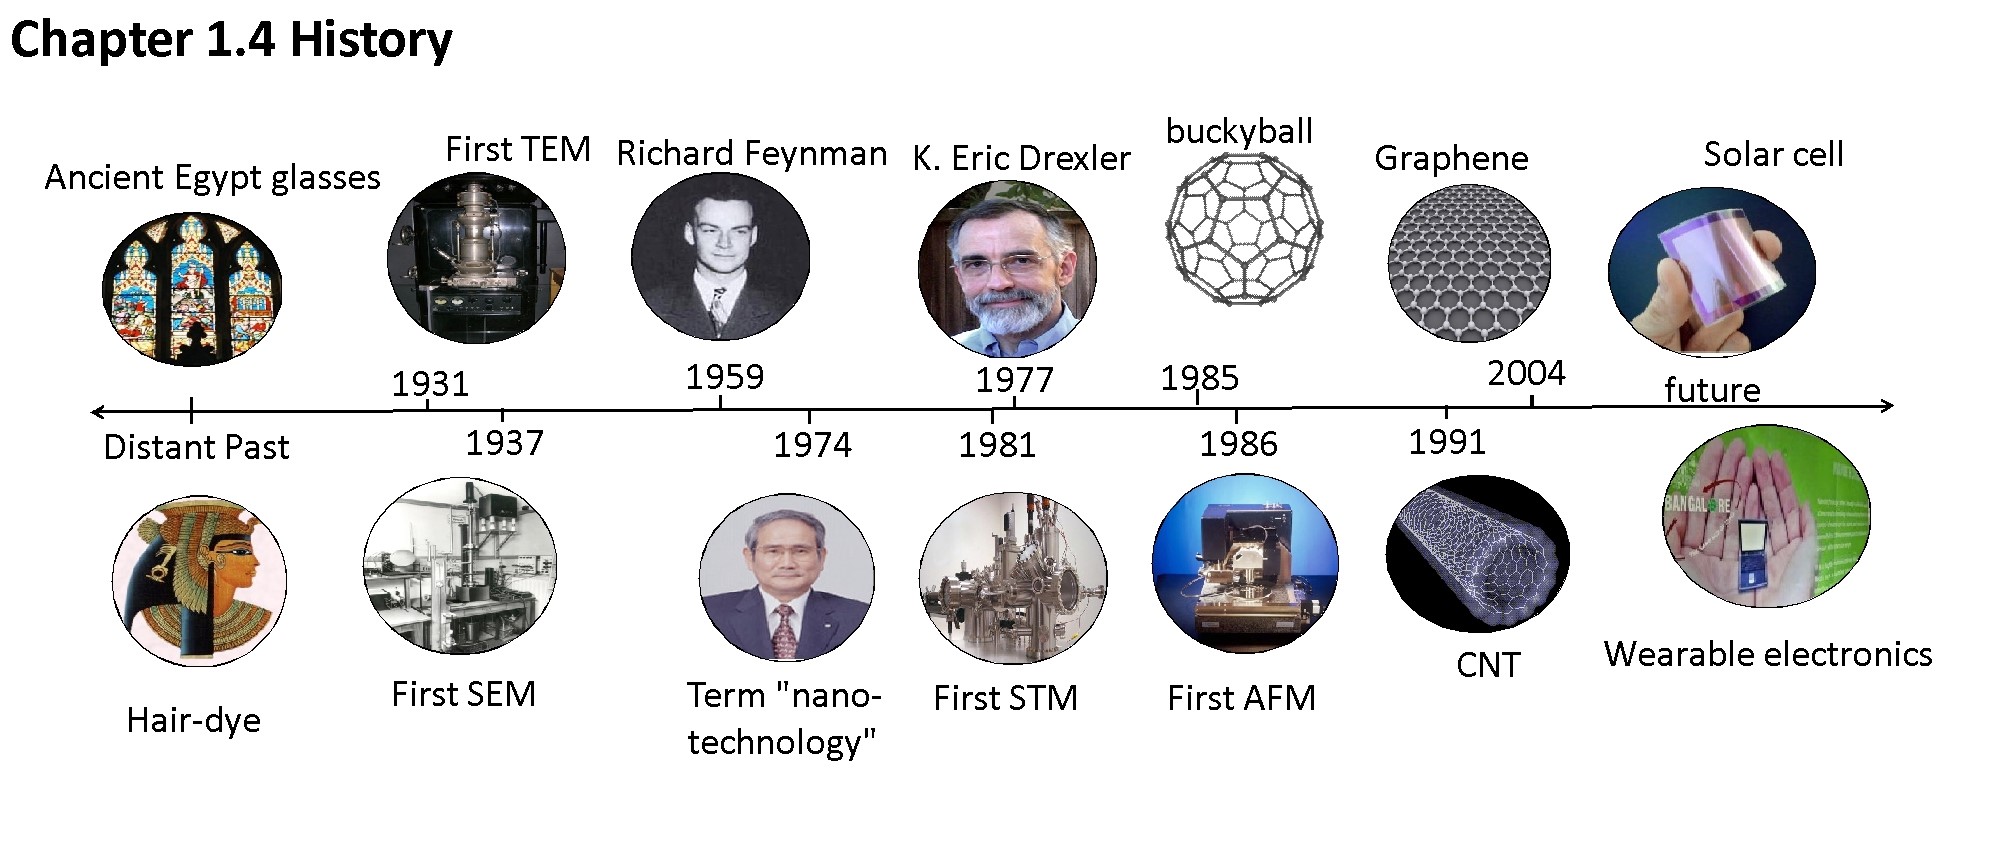 Chapter 1.4 History
Ancient Egypt glasses
First TEM
Richard Feynman
K. Eric Drexler
buckyball
Graphene
Solar cell
1931
1959
1977
1985
2004
future
Distant Past
1937
1974
1981
1986
1991
BANGAL RE
Hair-dye
First SEM
Term "nano-
technology"
First STM
First AFM
CNT
Wearable electronics